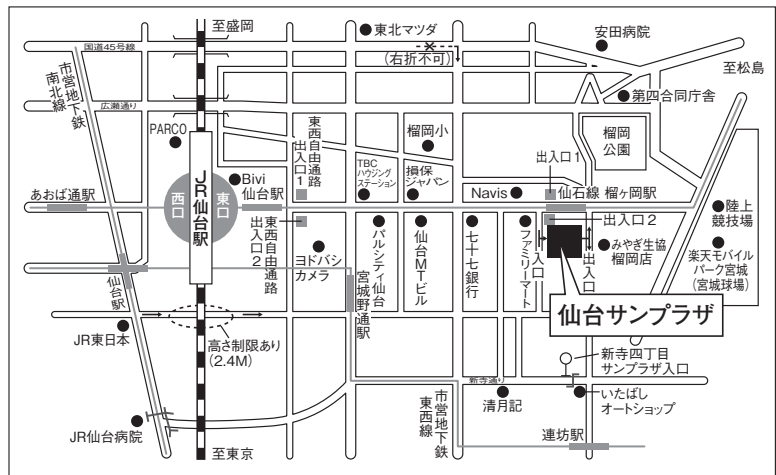 至盛岡
東北マツダ
安田病院
国道45号線
(右折不可)
至松島
市営地下鉄
南北線
広瀬通り
第四合同庁舎
PARCO
東西自由通路
出入口1
榴岡小
榴岡
公園
出入口1
TBC
ハウジング
ステーション
損保
ジャパン
Bivi
仙台駅
あおば通駅
西口
JR仙台駅
東口
Navis
仙石線 榴ヶ岡駅
出入口2
陸上
競技場
東西自由通路
出入口2
ヨドバシ
カメラ
パルシティ仙台
仙台MTビル
七十七銀行
ファミリーマート
入口
出入口
みやぎ生協
榴岡店
楽天モバイル
パーク宮城
(宮城球場)
仙台駅
宮城野通駅
仙台サンプラザ
JR東日本
高さ制限あり
(2.4M)
新寺四丁目
サンプラザ入口
新寺通り
清月記
いたばし
オートショップ
市営地下鉄
東西線
連坊駅
JR仙台病院
至東京